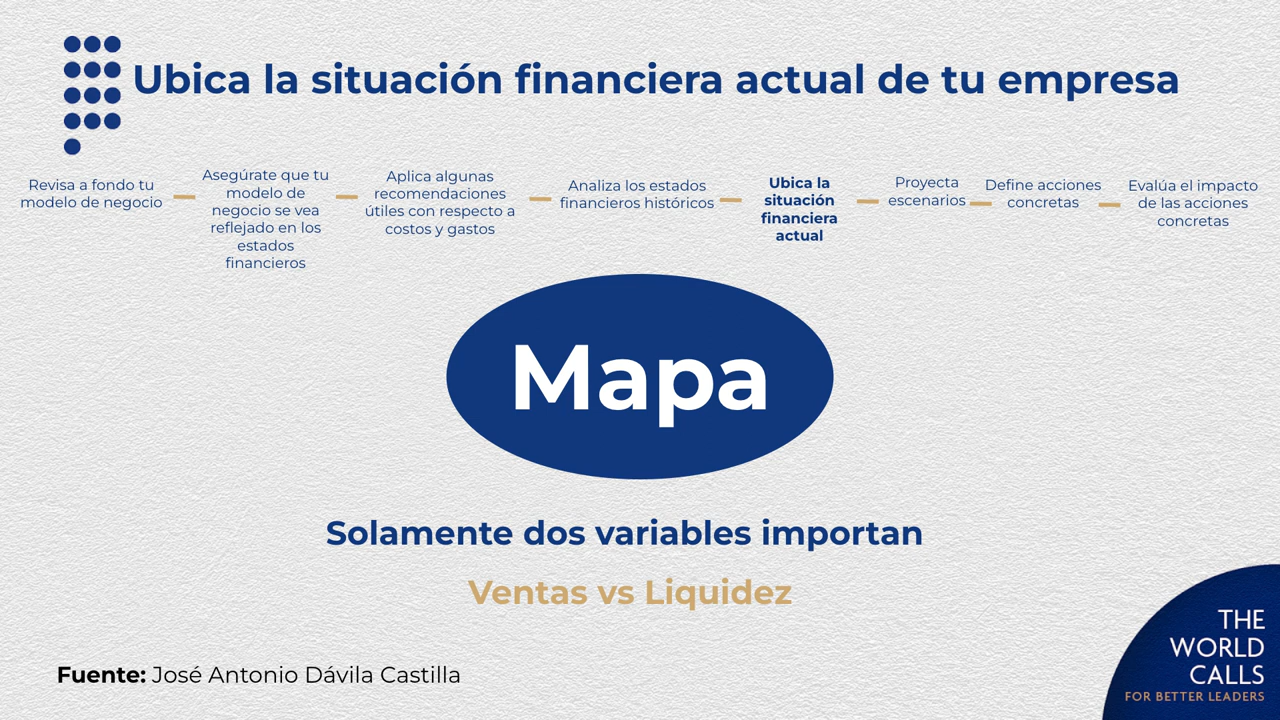 Ubica la situación financiera actual de tu empresa
Revisa a fondo tu
modelo de negocio
Asegúrate que tu
modelo de
negocio se vea
reflejado en los
estados
financieros
Aplica algunas
recomendaciones
útiles con respecto a
costos y gastos
Analiza los estados
financieros históricos
Ubica la
situación
financiera
actual
Proyecta
escenarios
Define acciones
concretas
Evalúa el impacto
de las acciones
concretas
Mapa
Solamente dos variables importan
Ventas vs Liquidez
Fuente: José Antonio Dávila Castilla
THE
WORLD
CALLS
FOR BETTER LEADERS